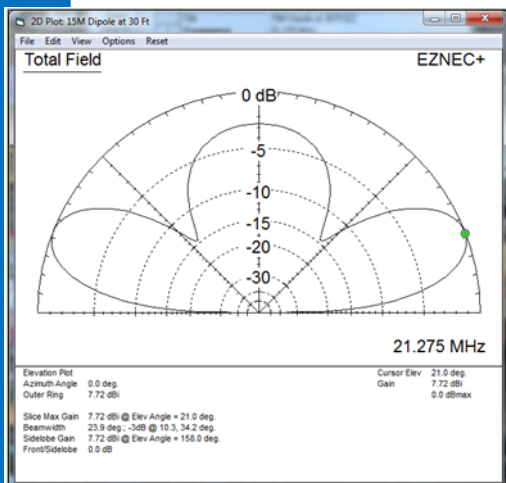 2D Plot: 15M Dipole at 30 Ft
File Edit View Options Reset
Total Field EZNEC+
0 dB
-5
-10
-15
-20
-30
21.275 MHz
Elevation Plot Cursor Elev 21.0 deg.
Azimuth Angle 0.0 deg. Gain 7.72 dBi
Outer Ring 7.72 dBi 0.0 dBmax
Slice Max Gain 7.72 dBi @ Elev Angle = 21.0 deg.
Beamwidth 23.9 deg.; -3dB @ 10.3, 34.2 deg.
Sidelobe Gain 7.72 dBi @ Elev Angle = 158.0 deg.
Front/Sidelobe 0.0 dB